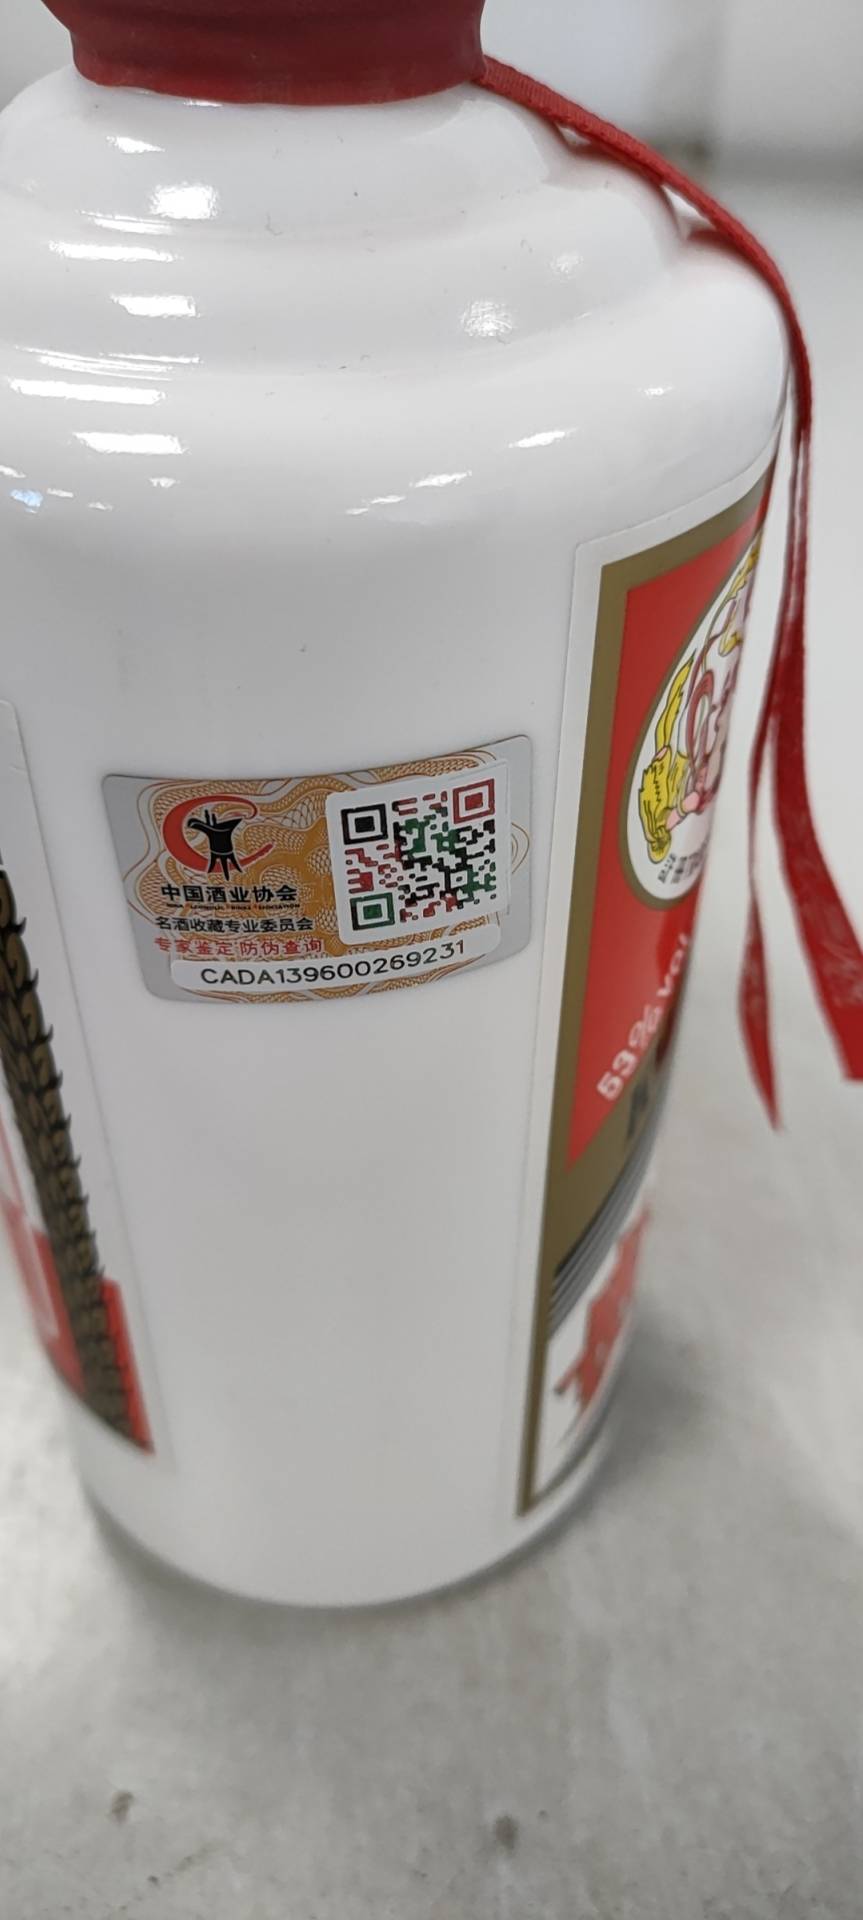 中国酒业协会
名酒收藏专业委员会
专家鉴定 防伪查询
CADA139600269231
53% vol